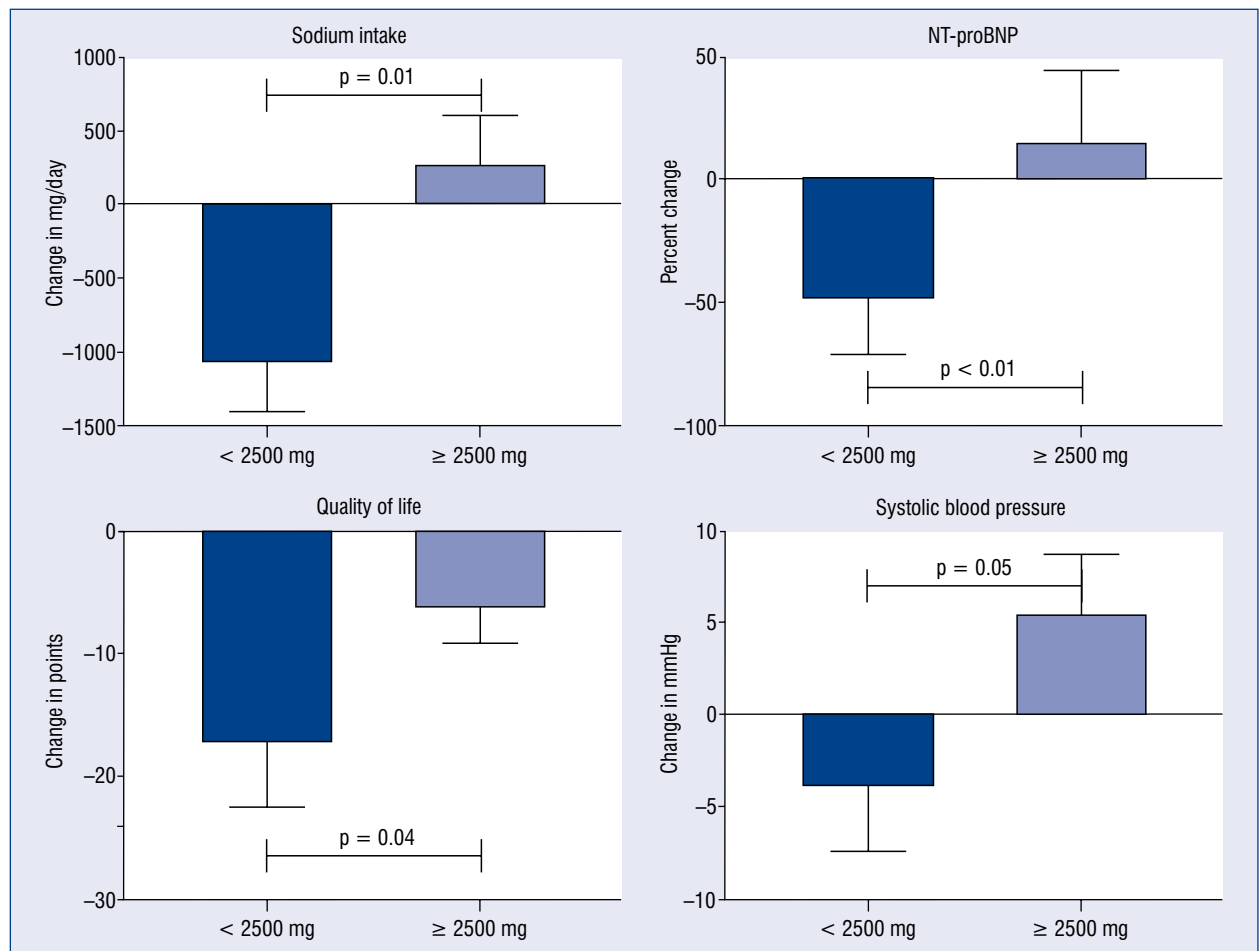 Sodium intake
Change in mg/day
1000
500
0
–500
–1000
–1500
p = 0.01
< 2500 mg ≥ 2500 mg
NT-proBNP
Percent change
50
0
–50
–100
p < 0.01
< 2500 mg ≥ 2500 mg
Quality of life
Change in points
0
–10
–20
–30
p = 0.04
< 2500 mg ≥ 2500 mg
Systolic blood pressure
Change in mmHg
10
5
0
–5
–10
p = 0.05
< 2500 mg ≥ 2500 mg